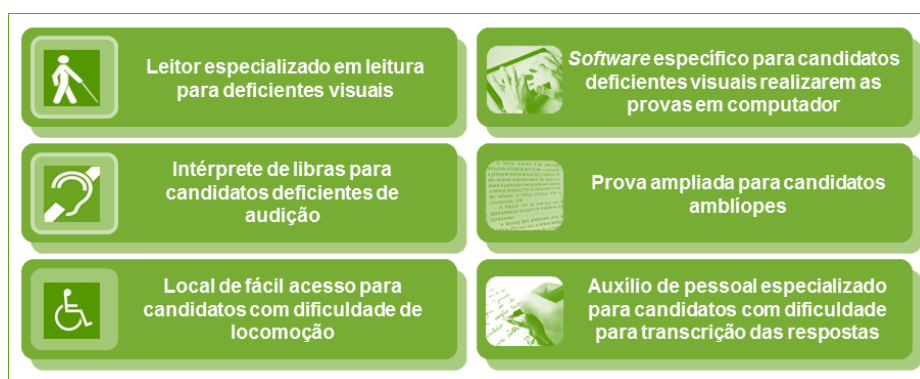 Leitor especializado em leitura
para deficientes visuais
Software específico para candidatos
deficientes visuais realizarem as
provas em computador
Intérprete de libras para
candidatos deficientes de
audição
Prova ampliada para candidatos
amblíopes
Local de fácil acesso para
candidatos com dificuldade de
locomoção
Auxílio de pessoal especializado
para candidatos com dificuldade
para transcrição das respostas